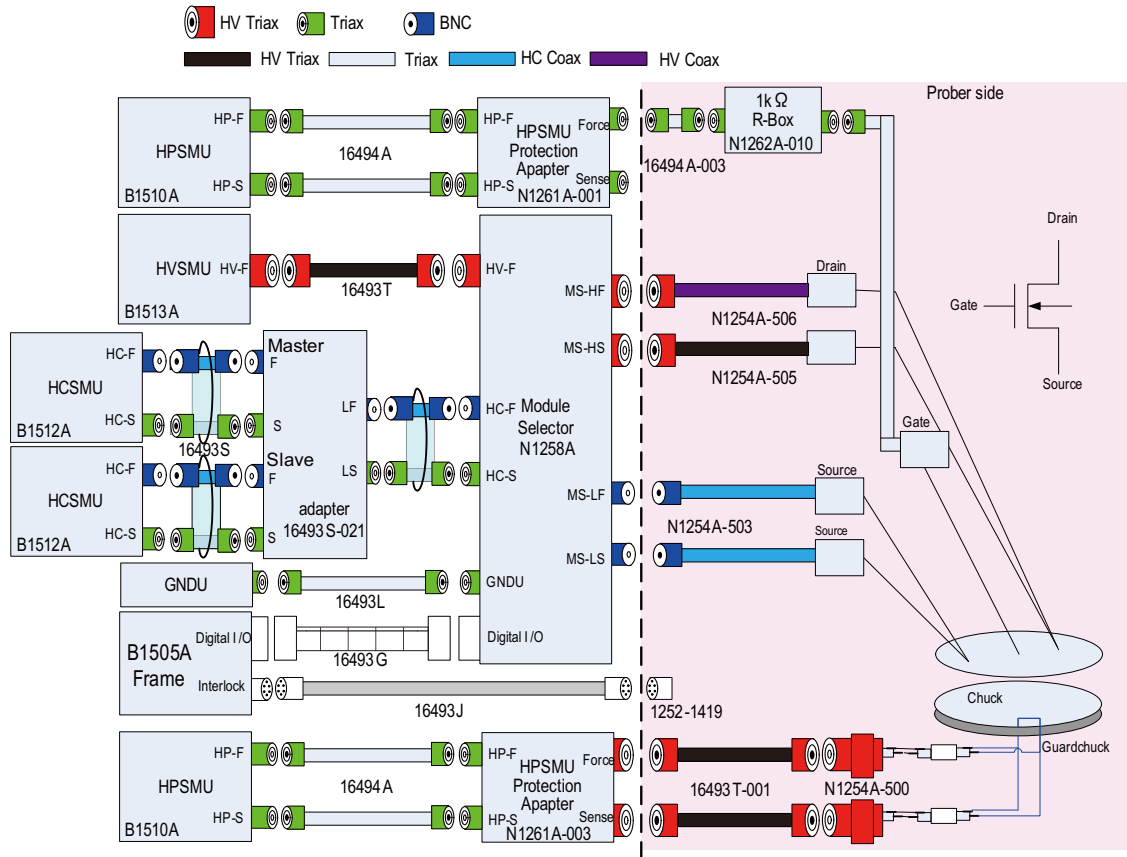 HV Triax
Triax
BNC
HV Triax
Triax
HC Coax
HV Coax
Prober side
HP-F
HPSMU
HP-S
B1510A
16494A
HP-F
Force
HPSMU
Protection
Apapter
HP-S
Sense
N1261A-001
16494A-003
1kΩ
R-Box
N1262A-010
HVSMU
HV-F
B1513A
16493T
HV-F
MS-HF
MS-HS
Module
Selector
N1258A
HC-F
HC-S
MS-LF
MS-LS
GNDU
Digital I/O
Drain
N1254A-506
N1254A-505
Gate
Source
N1254A-503
Source
Drain
Gate
Source
HC-F
HCSMU
HC-S
B1512A
16493S
HC-F
HCSMU
HC-S
B1512A
Master
F
S
Slave
F
S
LF
LS
adapter
16493S-021
GNDU
16493L
Digital I/O
B1505A
Frame
Interlock
16493G
16493J
1252-1419
Chuck
Guardchuck
HP-F
HPSMU
HP-S
B1510A
16494A
HP-F
Force
HPSMU
Protection
Apapter
HP-S
Sense
N1261A-003
16493T-001
N1254A-500